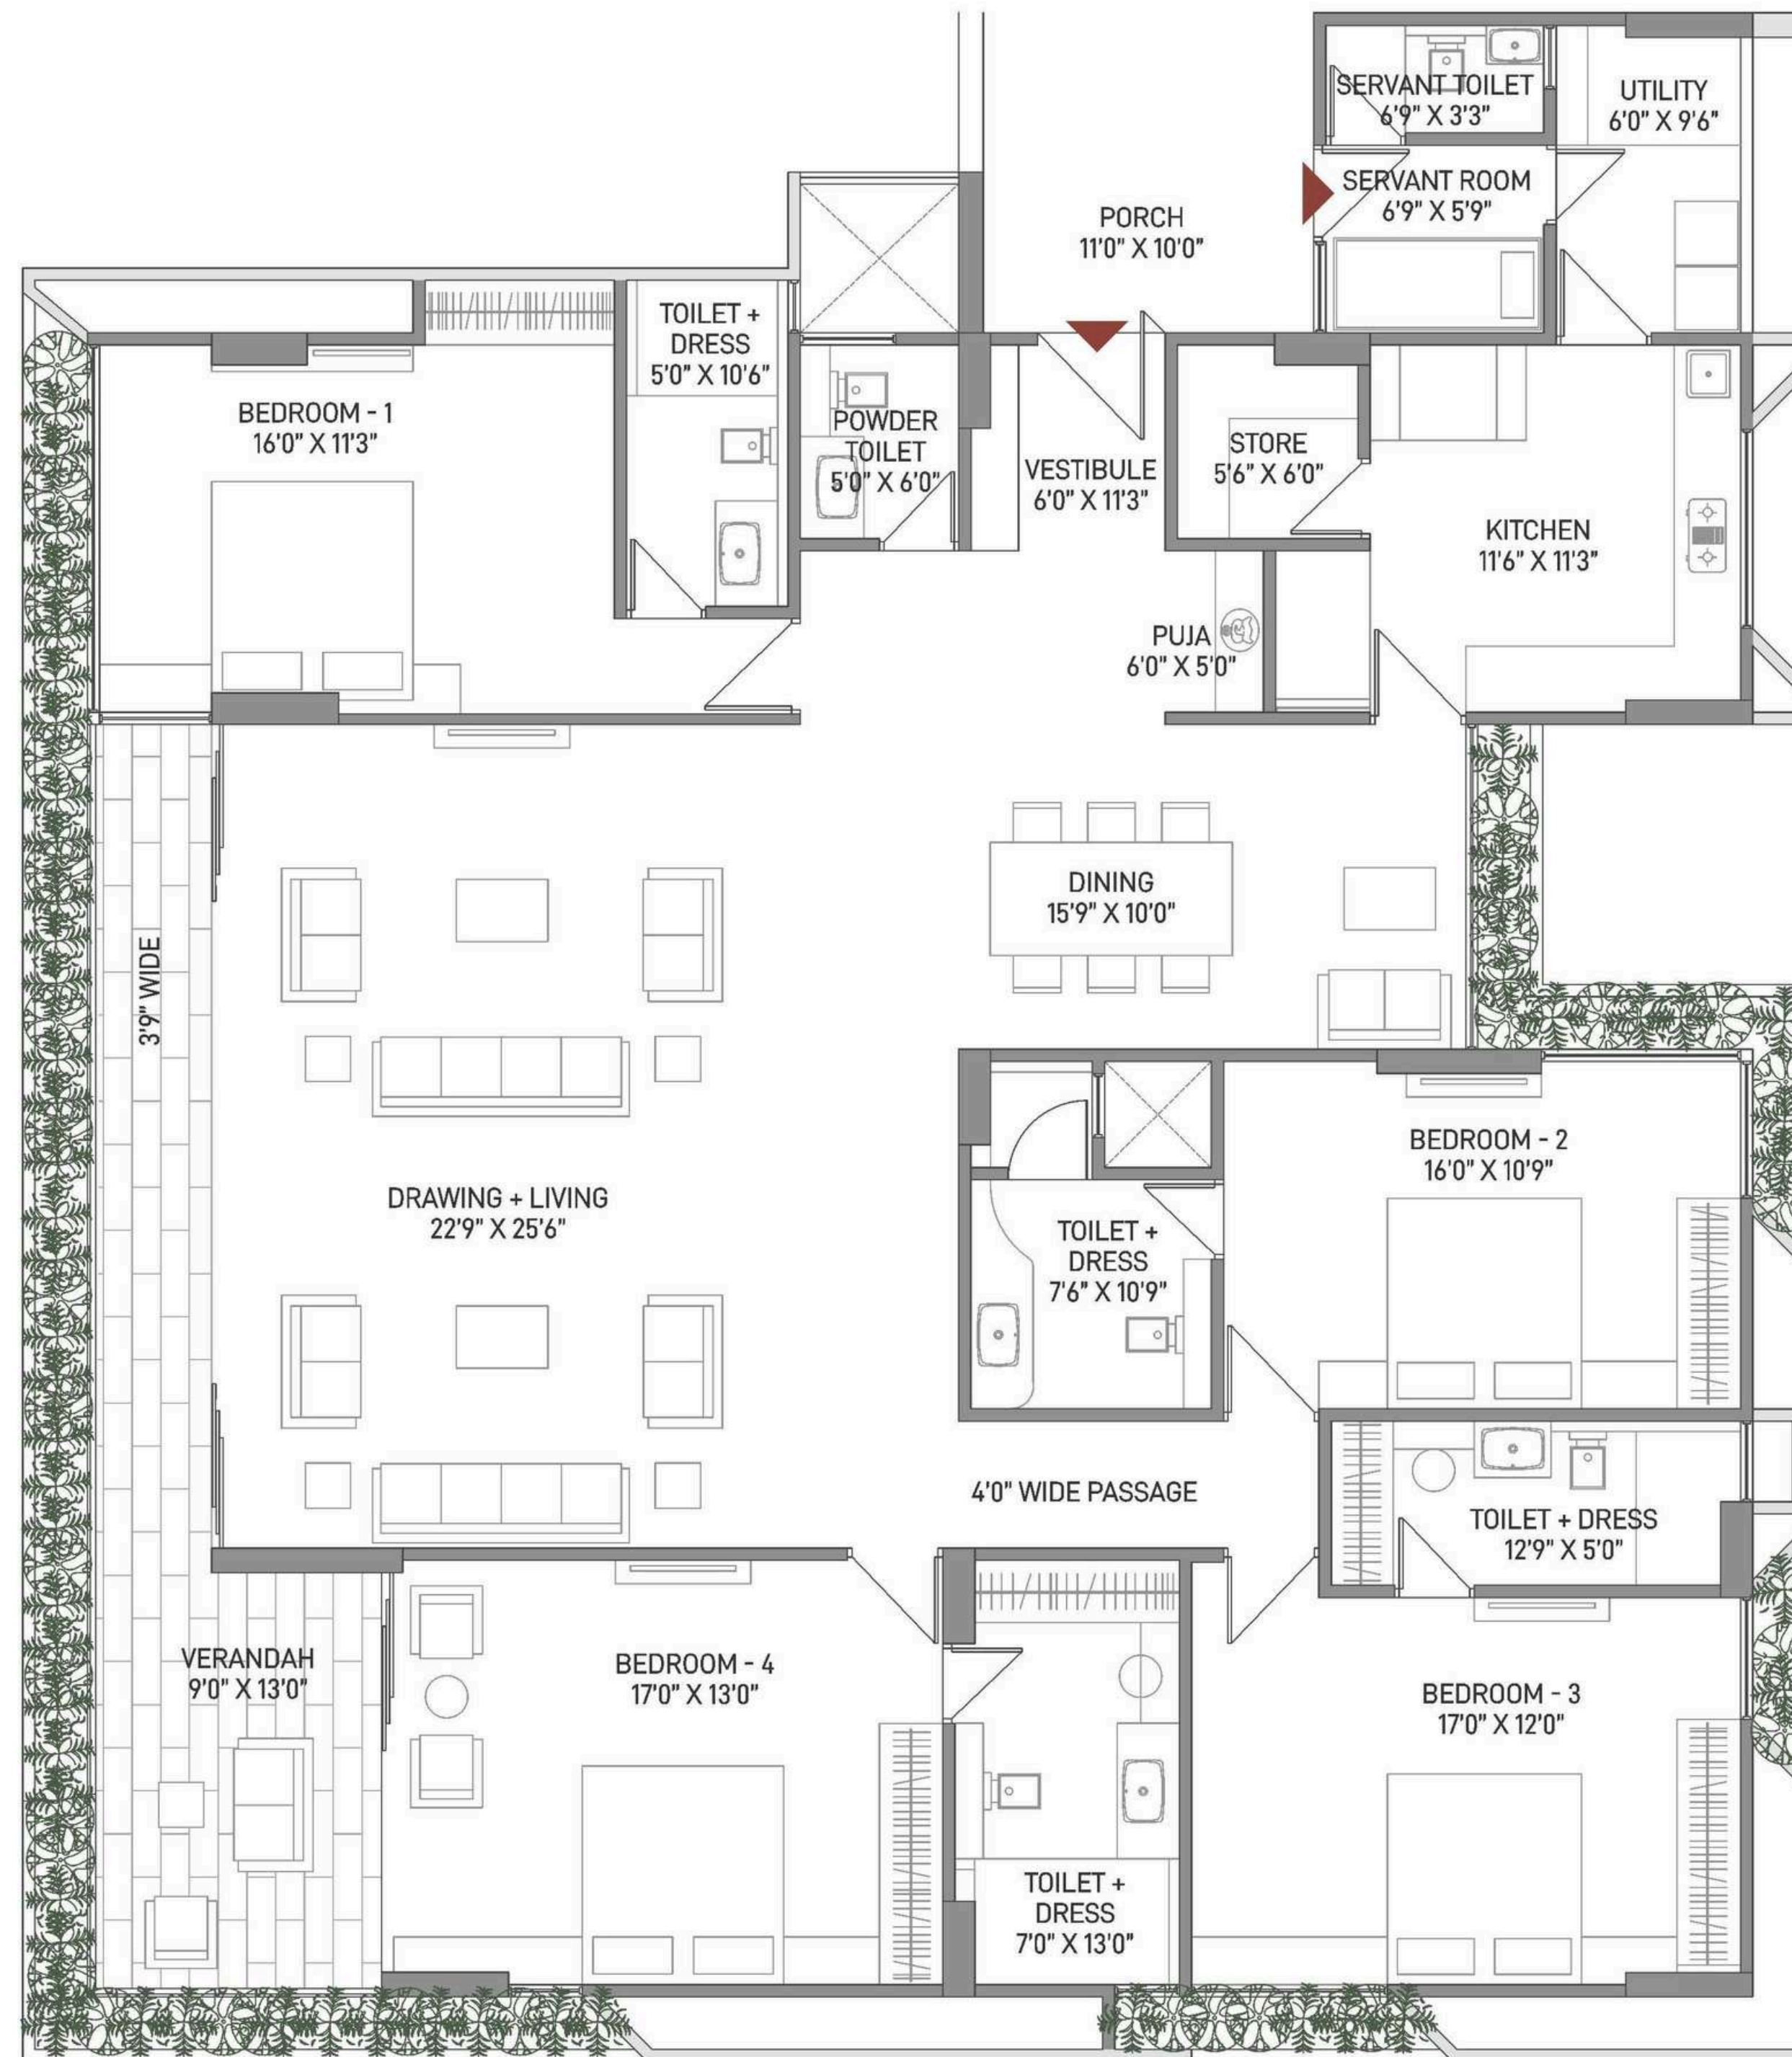 SERVANT TOILET
6'9" X 3'3"
UTILITY
6'0" X 9'6"
SERVANT ROOM
6'9" X 5'9"
PORCH
11'0" X 10'0"
TOILET +
DRESS
5'0" X 10'6"
BEDROOM - 1
16'0" X 11'3"
POWDER
TOILET
5'0" X 6'0"
VESTIBULE
6'0" X 11'3"
STORE
5'6" X 6'0"
KITCHEN
11'6" X 11'3"
PUJA
6'0" X 5'0"
DINING
15'9" X 10'0"
3'9" WIDE
BEDROOM - 2
16'0" X 10'9"
DRAWING + LIVING
22'9" X 25'6"
TOILET +
DRESS
7'6" X 10'9"
4'0" WIDE PASSAGE
TOILET + DRESS
12'9" X 5'0"
VERANDAH
9'0" X 13'0"
BEDROOM - 4
17'0" X 13'0"
BEDROOM - 3
17'0" X 12'0"
TOILET +
DRESS
7'0" X 13'0"